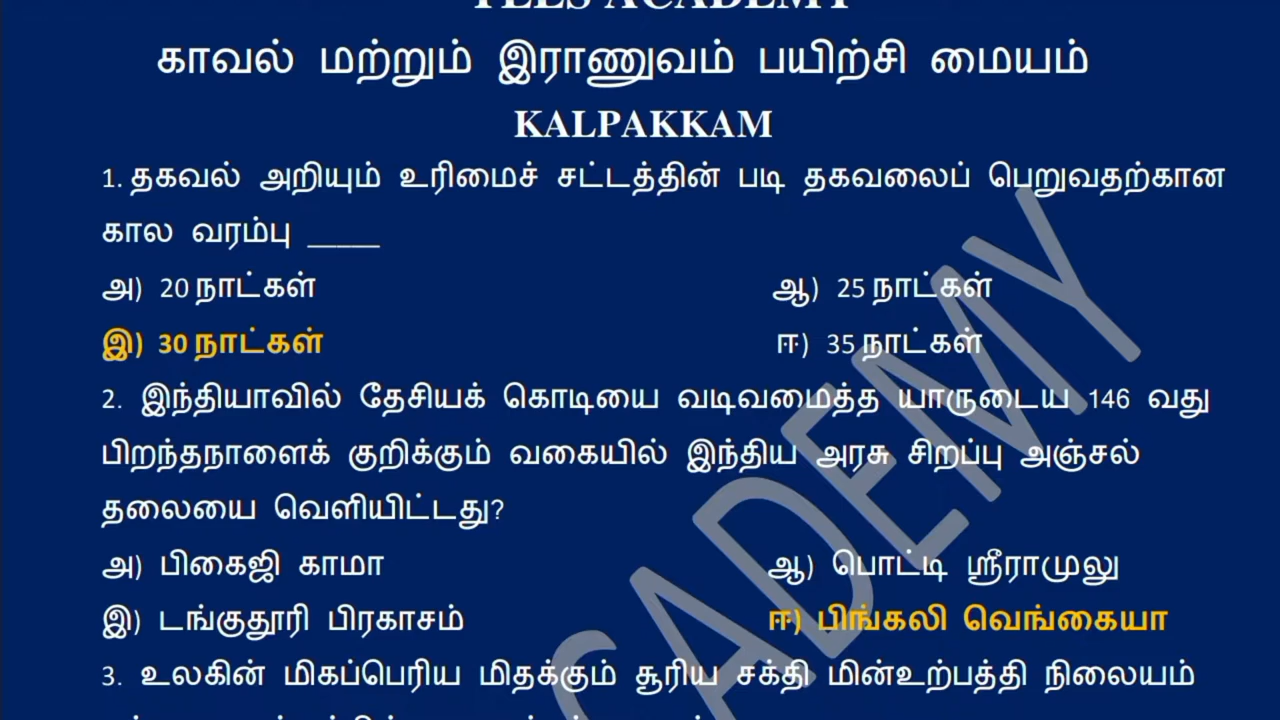 ACADEMY
காவல் மற்றும் இராணுவம் பயிற்சி மையம்
KALPAKKAM
1. தகவல் அறியும் உரிமைச் சட்டத்தின் படி தகவலைப் பெறுவதற்கான
கால வரம்பு _____
அ) 20 நாட்கள் ஆ) 25 நாட்கள்
இ) 30 நாட்கள் ஈ) 35 நாட்கள்
2. இந்தியாவில் தேசியக் கொடியை வடிவமைத்த யாருடைய 146 வது
பிறந்தநாளைக் குறிக்கும் வகையில் இந்திய அரசு சிறப்பு அஞ்சல்
தலையை வெளியிட்டது?
அ) பிகைஜி காமா ஆ) பொட்டி ஸ்ரீராமுலு
இ) டங்குதூரி பிரகாசம் ஈ) பிங்கலி வெங்கையா
3. உலகின் மிகப்பெரிய மிதக்கும் சூரிய சக்தி மின்உற்பத்தி நிலையம்
CADEMY